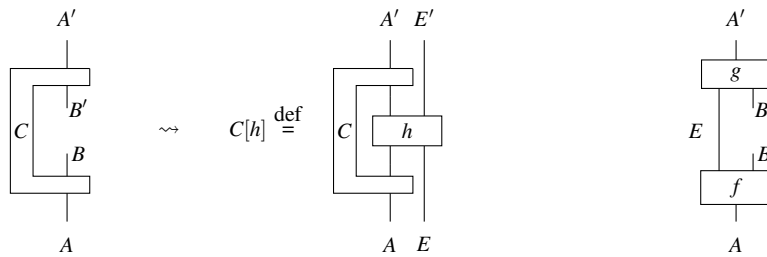 A′ A′ E′ A′
g
B′ B
C ⇝ C[h] def= C h E
B B
f
A A E A